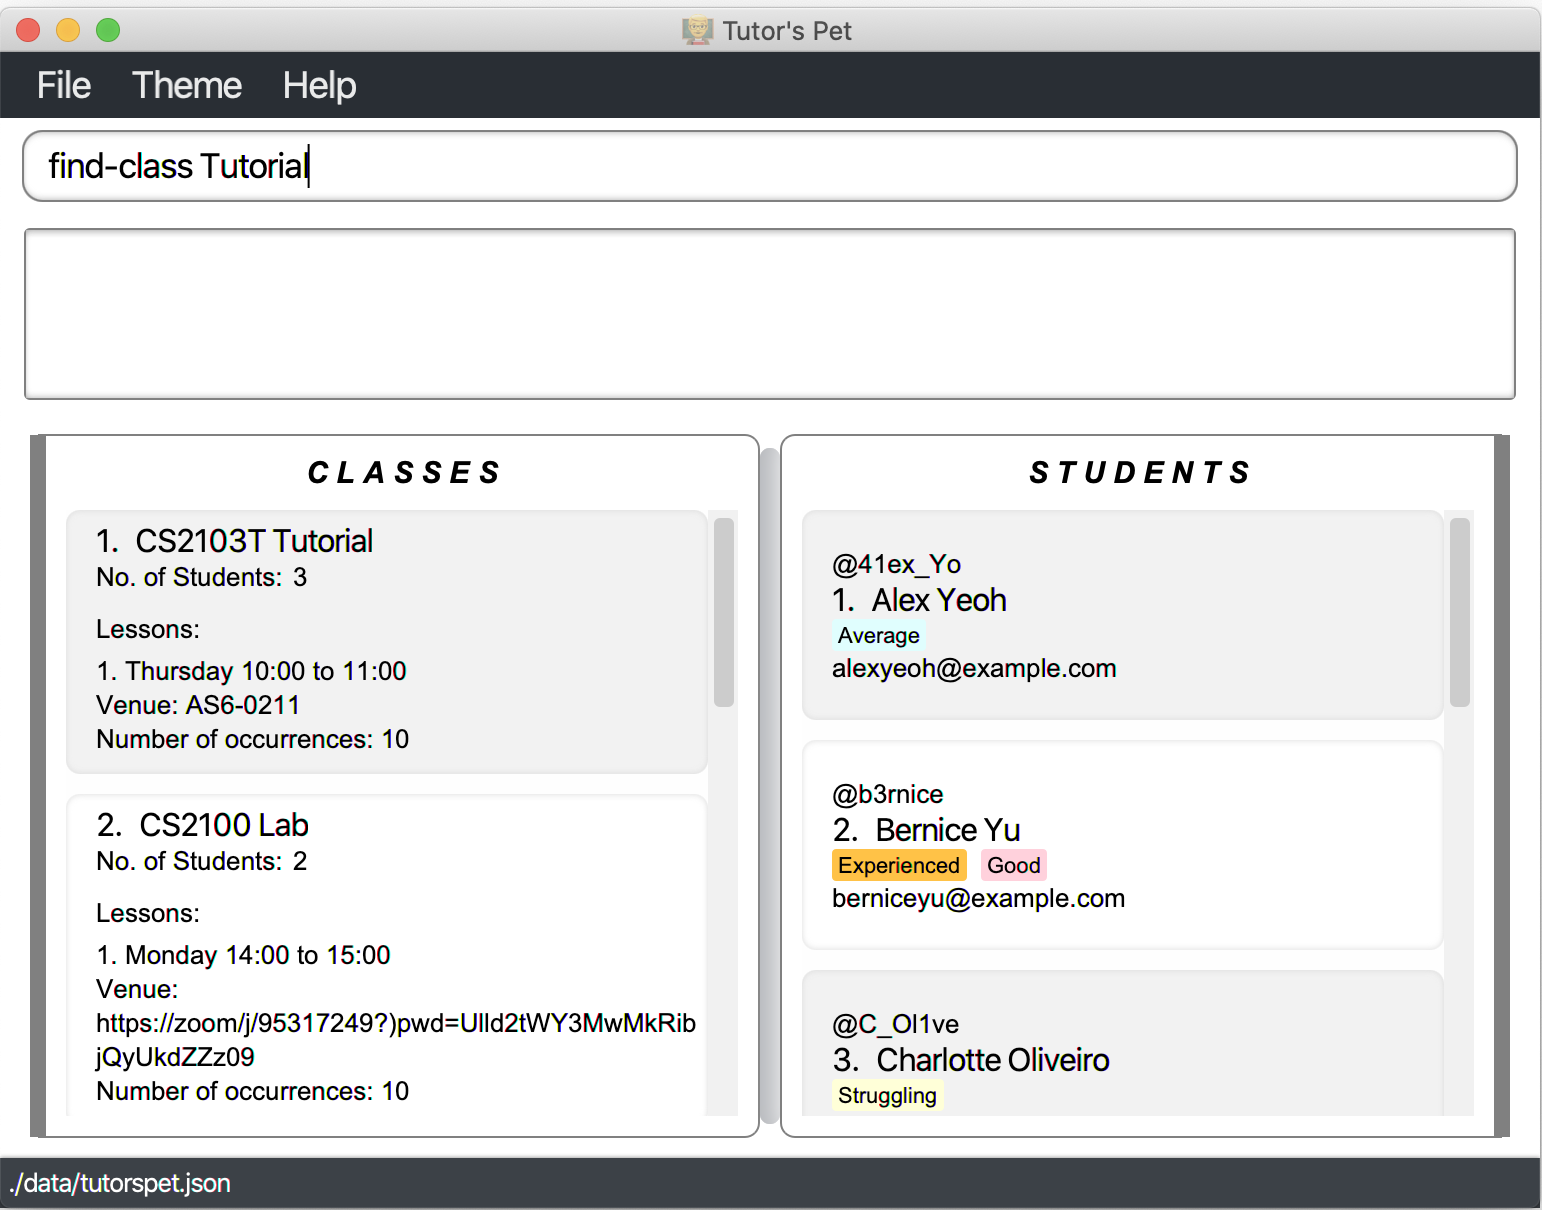 Tutor's Pet
File Theme Help
find-class Tutorial
CLASSES
1. CS2103T Tutorial
No. of Students: 3
Lessons:
1. Thursday 10:00 to 11:00
Venue: AS6-0211
Number of occurrences: 10
2. CS2100 Lab
No. of Students: 2
Lessons:
1. Monday 14:00 to 15:00
Venue:
https://zoom/j/95317249?)pwd=Ulld2tWY3MwMkRib
jQyUkdZZz09
Number of occurrences: 10
STUDENTS
@41ex_Yo
1. Alex Yeoh
Average
alexyeoh@example.com
@b3rnice
2. Bernice Yu
Experienced Good
berniceyu@example.com
@C_Ol1ve
3. Charlotte Oliveiro
Struggling
./data/tutorspet.json